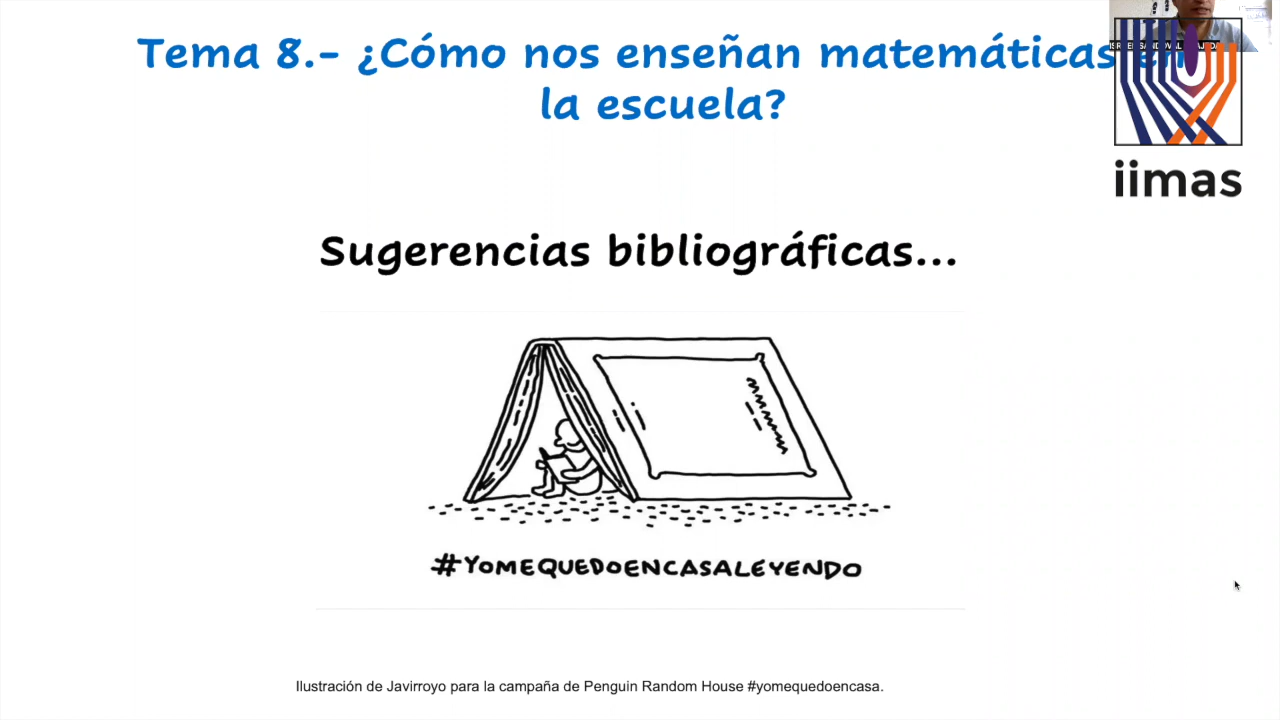 Tema 8.- ¿Cómo nos enseñan matemáticas en
la escuela?
iimas
Sugerencias bibliográficas...
#YOMEQUEDOENCASALEYENDO
Ilustración de Javirroyo para la campaña de Penguin Random House #yomequedoencasa.